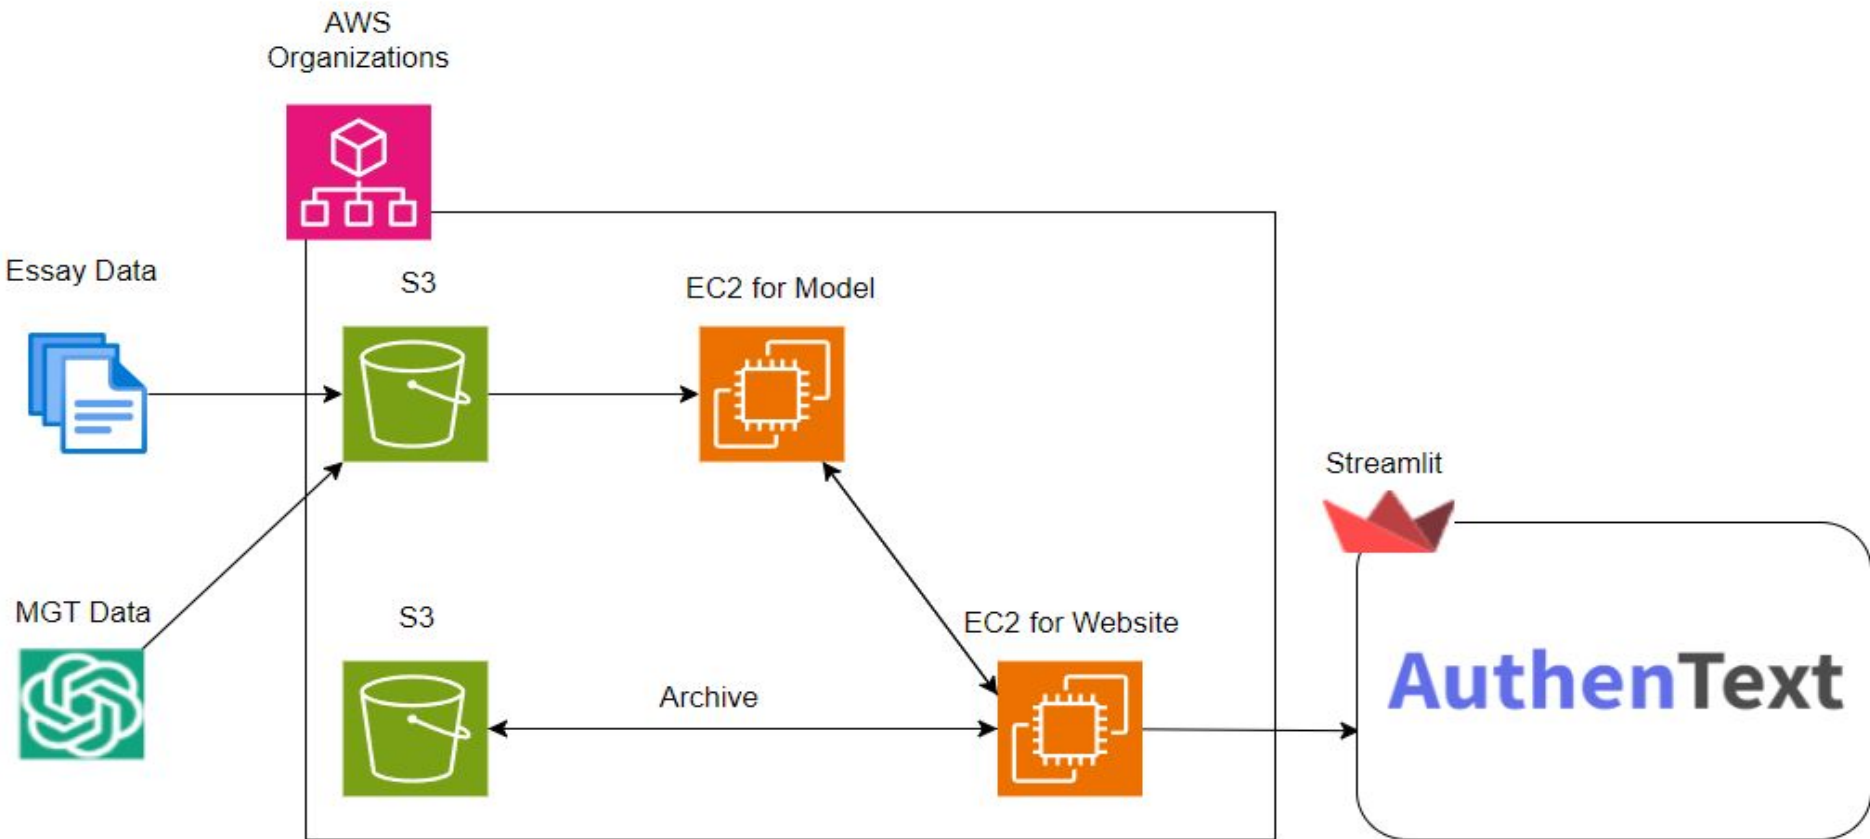 AWS
Organizations
Essay Data
S3
EC2 for Model
Streamlit
MGT Data
S3
EC2 for Website
Archive
AuthenText